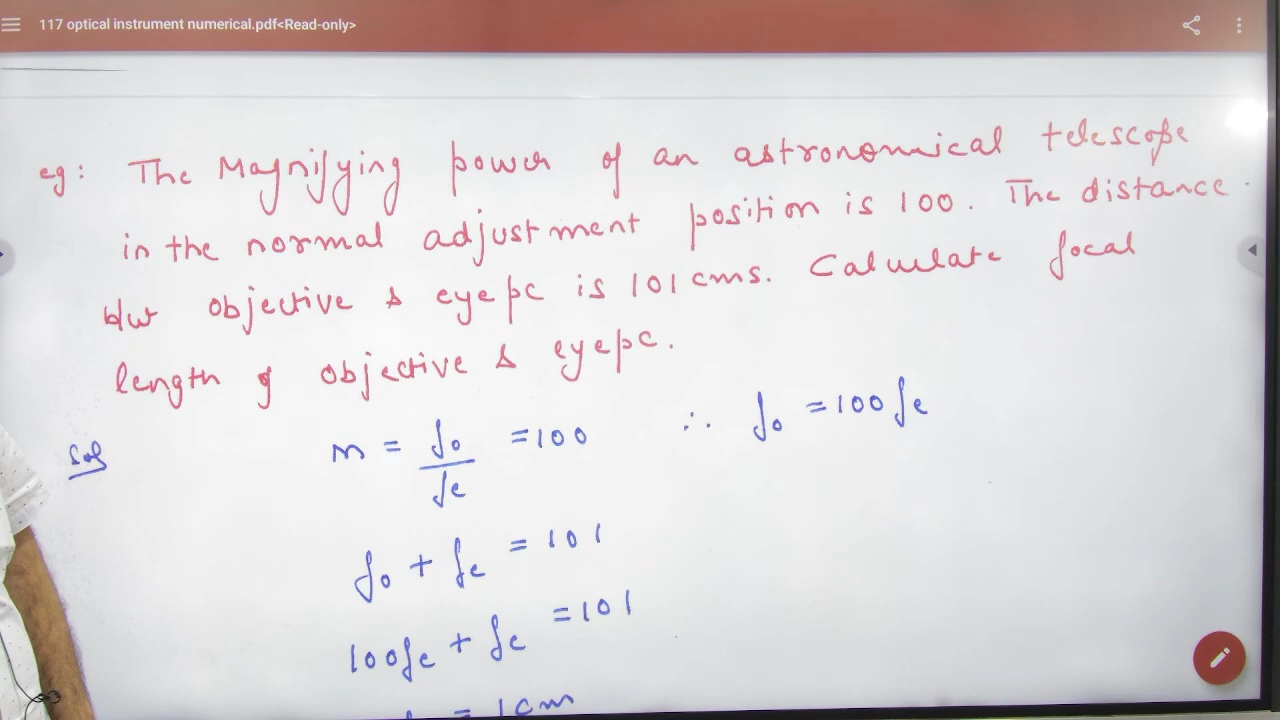 117 optical instrument numerical.pdf<Read-only>
eg: The Magnifying power of an astronomical telescope
in the normal adjustment position is 100. The distance
b/w objective & eyepc is 101 cms. Calculate focal
length of objective & eyepc.
Sol m = fo/fe = 100 ∴ fo = 100fe
fo + fe = 101
100fe + fe = 101
= 1cm